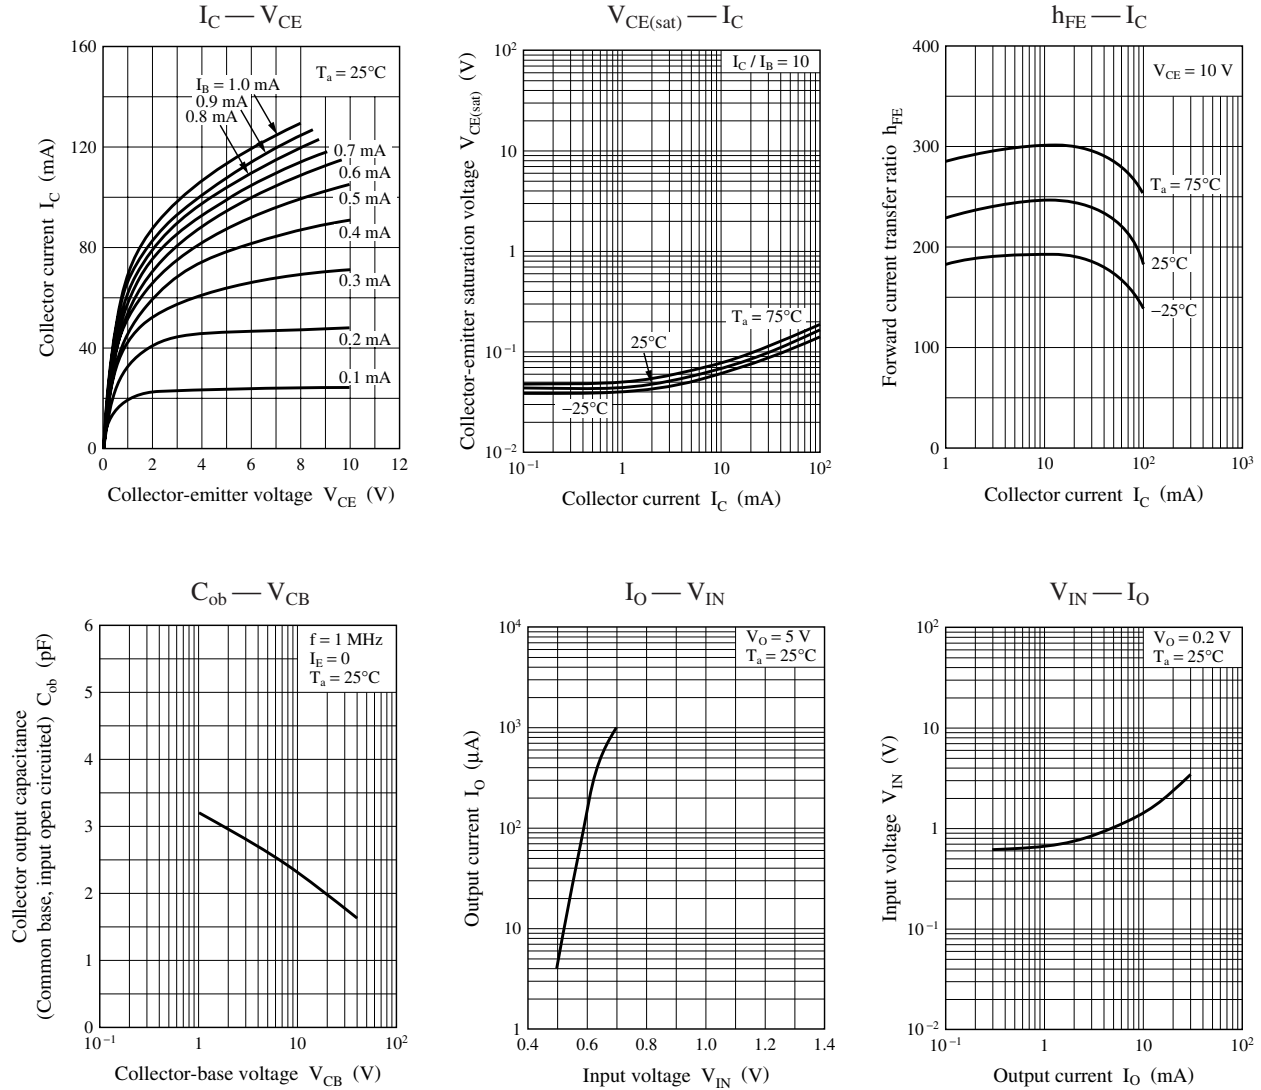 I_C — V_CE
160
120
80
40
0
0 2 4 6 8 10 12
Collector current I_C (mA)
Collector-emitter voltage V_CE (V)
T_a = 25°C
I_B = 1.0 mA
0.9 mA
0.8 mA
0.7 mA
0.6 mA
0.5 mA
0.4 mA
0.3 mA
0.2 mA
0.1 mA
V_CE(sat) — I_C
10^2
10
1
10^−1
10^−2
10^−1 1 10 10^2
Collector-emitter saturation voltage V_CE(sat) (V)
Collector current I_C (mA)
I_C / I_B = 10
T_a = 75°C
25°C
−25°C
h_FE — I_C
400
300
200
100
0
1 10 10^2 10^3
Forward current transfer ratio h_FE
Collector current I_C (mA)
V_CE = 10 V
T_a = 75°C
25°C
−25°C
C_ob — V_CB
6
5
4
3
2
1
0
10^−1 1 10 10^2
Collector output capacitance
(Common base, input open circuited) C_ob (pF)
Collector-base voltage V_CB (V)
f = 1 MHz
I_E = 0
T_a = 25°C
I_O — V_IN
10^4
10^3
10^2
10
1
0.4 0.6 0.8 1.0 1.2 1.4
Output current I_O (µA)
Input voltage V_IN (V)
V_O = 5 V
T_a = 25°C
V_IN — I_O
10^2
10
1
10^−1
10^−2
10^−1 1 10 10^2
Input voltage V_IN (V)
Output current I_O (mA)
V_O = 0.2 V
T_a = 25°C